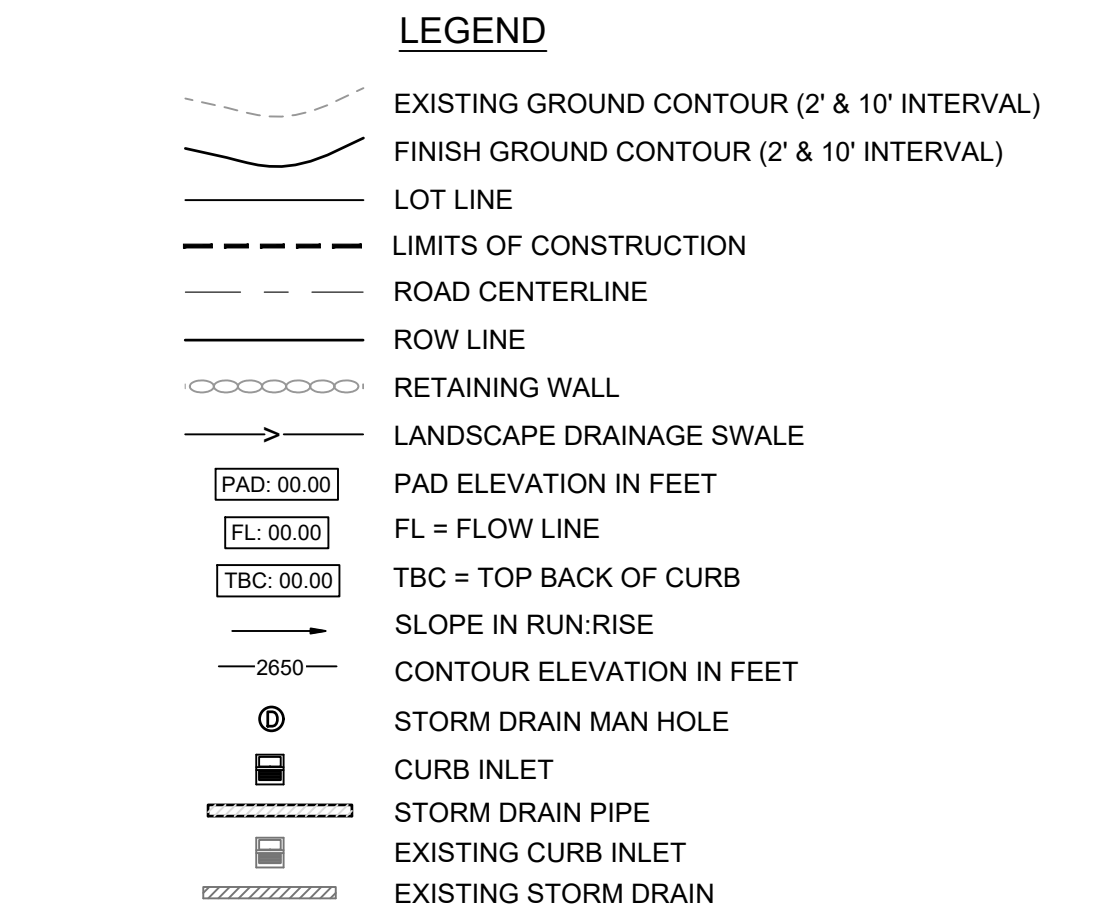 LEGEND
EXISTING GROUND CONTOUR (2' & 10' INTERVAL)
FINISH GROUND CONTOUR (2' & 10' INTERVAL)
LOT LINE
LIMITS OF CONSTRUCTION
ROAD CENTERLINE
ROW LINE
RETAINING WALL
LANDSCAPE DRAINAGE SWALE
PAD: 00.00 PAD ELEVATION IN FEET
FL: 00.00 FL = FLOW LINE
TBC: 00.00 TBC = TOP BACK OF CURB
SLOPE IN RUN:RISE
2650 CONTOUR ELEVATION IN FEET
D STORM DRAIN MAN HOLE
CURB INLET
STORM DRAIN PIPE
EXISTING CURB INLET
EXISTING STORM DRAIN